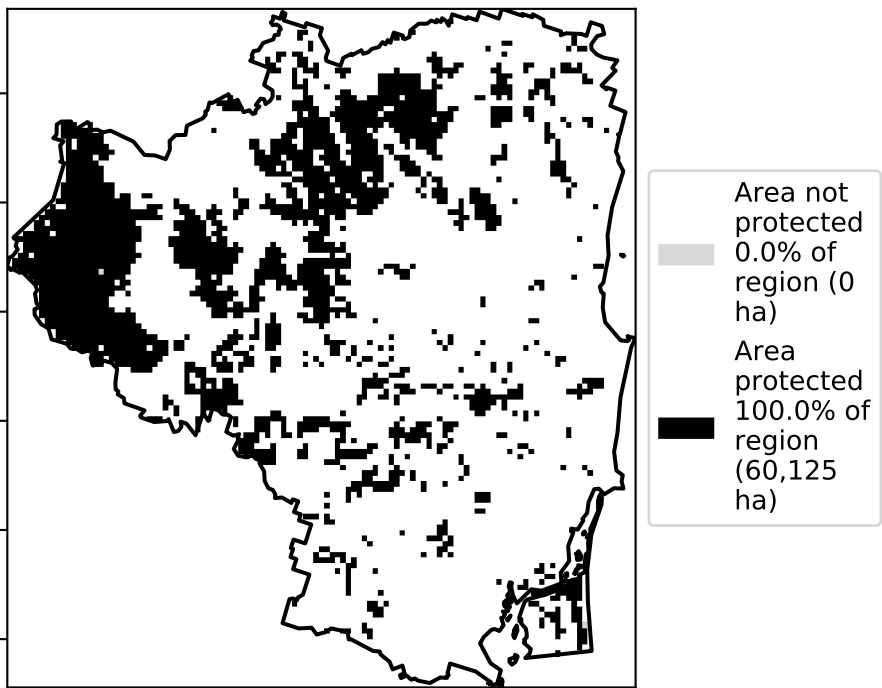 Area not
protected
0.0% of
region (0
ha)
Area
protected
100.0% of
region
(60,125
ha)